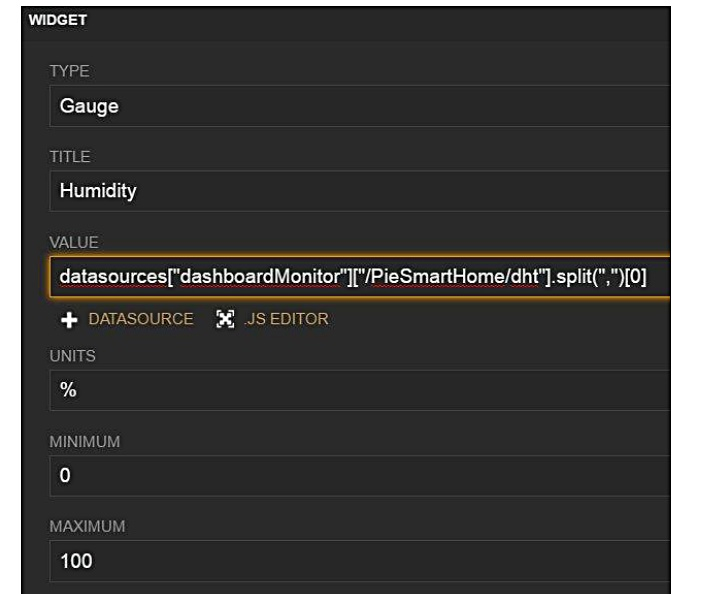 WIDGET
TYPE
Gauge
TITLE
Humidity
VALUE
datasources["dashboardMonitor"]["/PieSmartHome/dht"].split(",")[0]
DATASOURCE .JS EDITOR
UNITS
%
MINIMUM
0
MAXIMUM
100